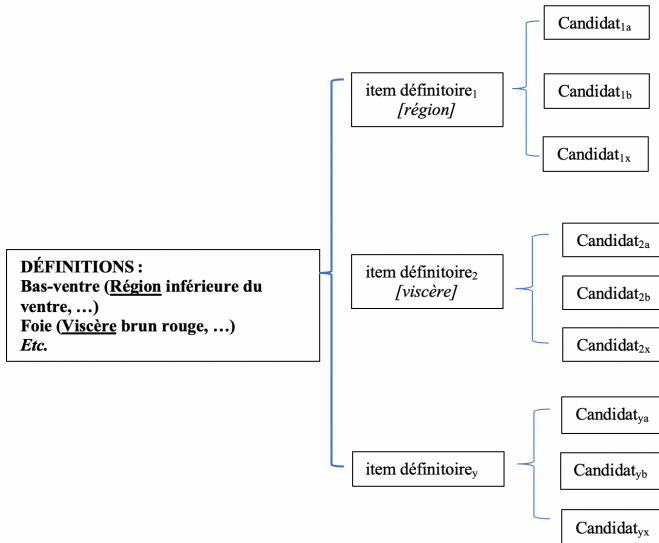 DÉFINITIONS :
Bas-ventre (Région inférieure du
ventre, …)
Foie (Viscère brun rouge, …)
Etc.
item définitoire₁
[région]
Candidat₁ₐ
Candidat1b
Candidat₁ₓ
item définitoire₂
[viscère]
Candidat₂ₐ
Candidat2b
Candidat₂ₓ
item définitoirey
Candidatya
Candidatyb
Candidatyx